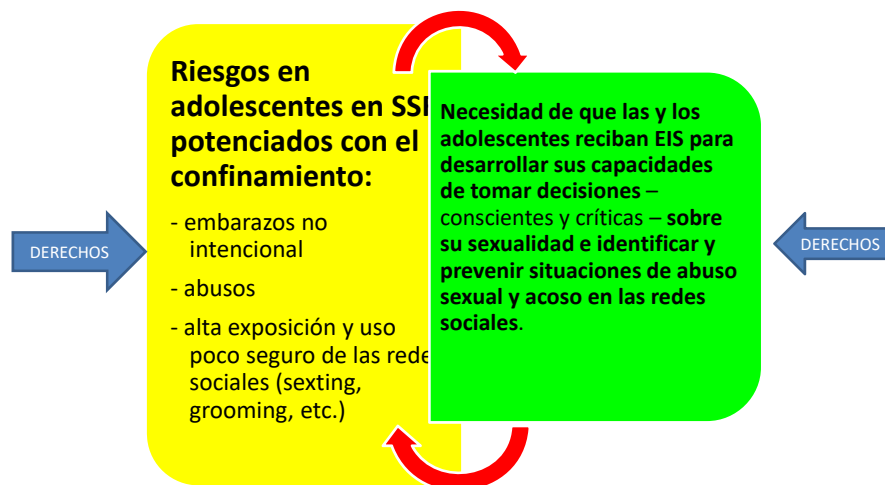 Riesgos en
adolescentes en SSR
potenciados con el
confinamiento:
- embarazos no
intencional
- abusos
- alta exposición y uso
poco seguro de las redes
sociales (sexting,
grooming, etc.)
Necesidad de que las y los
adolescentes reciban EIS para
desarrollar sus capacidades
de tomar decisiones –
conscientes y críticas – sobre
su sexualidad e identificar y
prevenir situaciones de abuso
sexual y acoso en las redes
sociales.
DERECHOS
DERECHOS